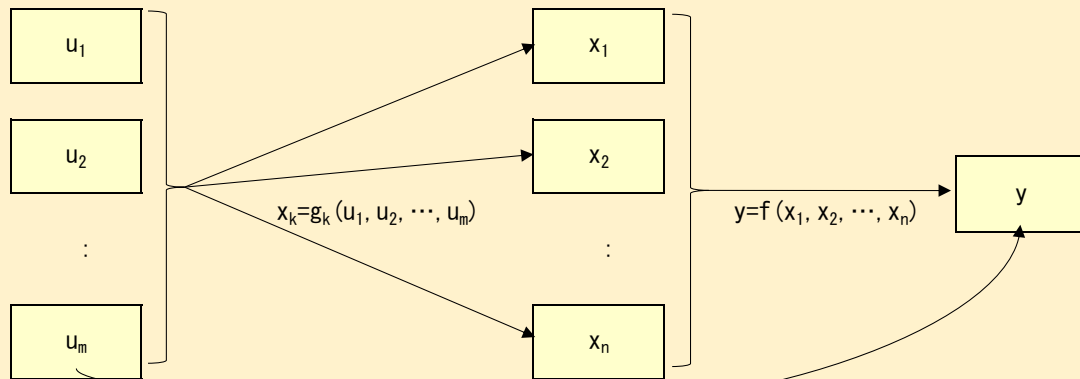 u₁
x₁
u₂
x₂
y
xₖ=gₖ(u₁, u₂, ⋯, uₘ)
y=f(x₁, x₂, ⋯, xₙ)
:
:
uₘ
xₙ